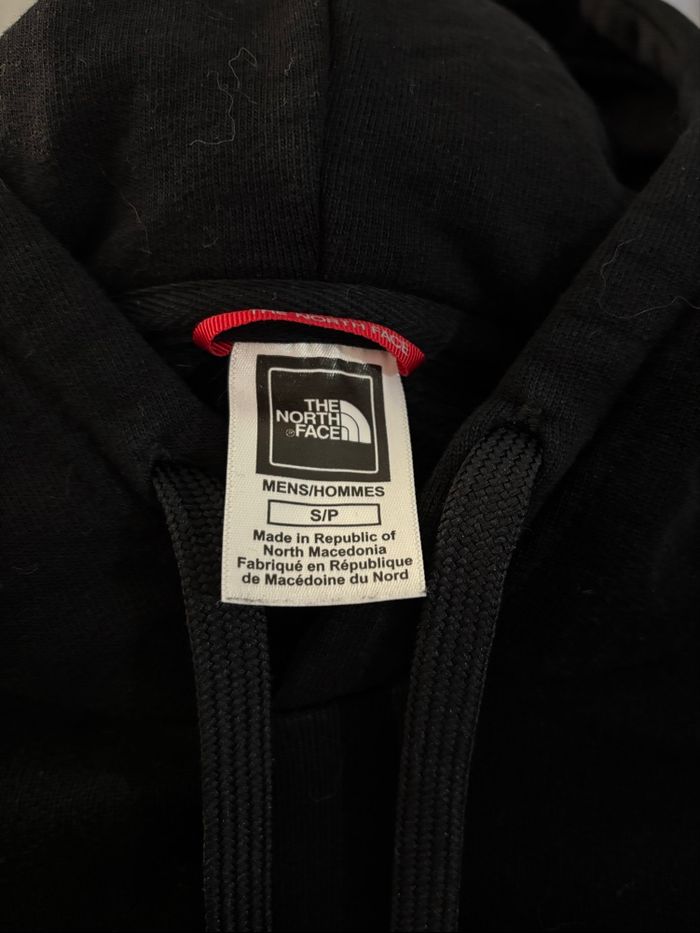 THE NORTH FACE
THE
NORTH
FACE
MENS/HOMMES
S/P
Made in Republic of
North Macedonia
Fabriqué en République
de Macédoine du Nord